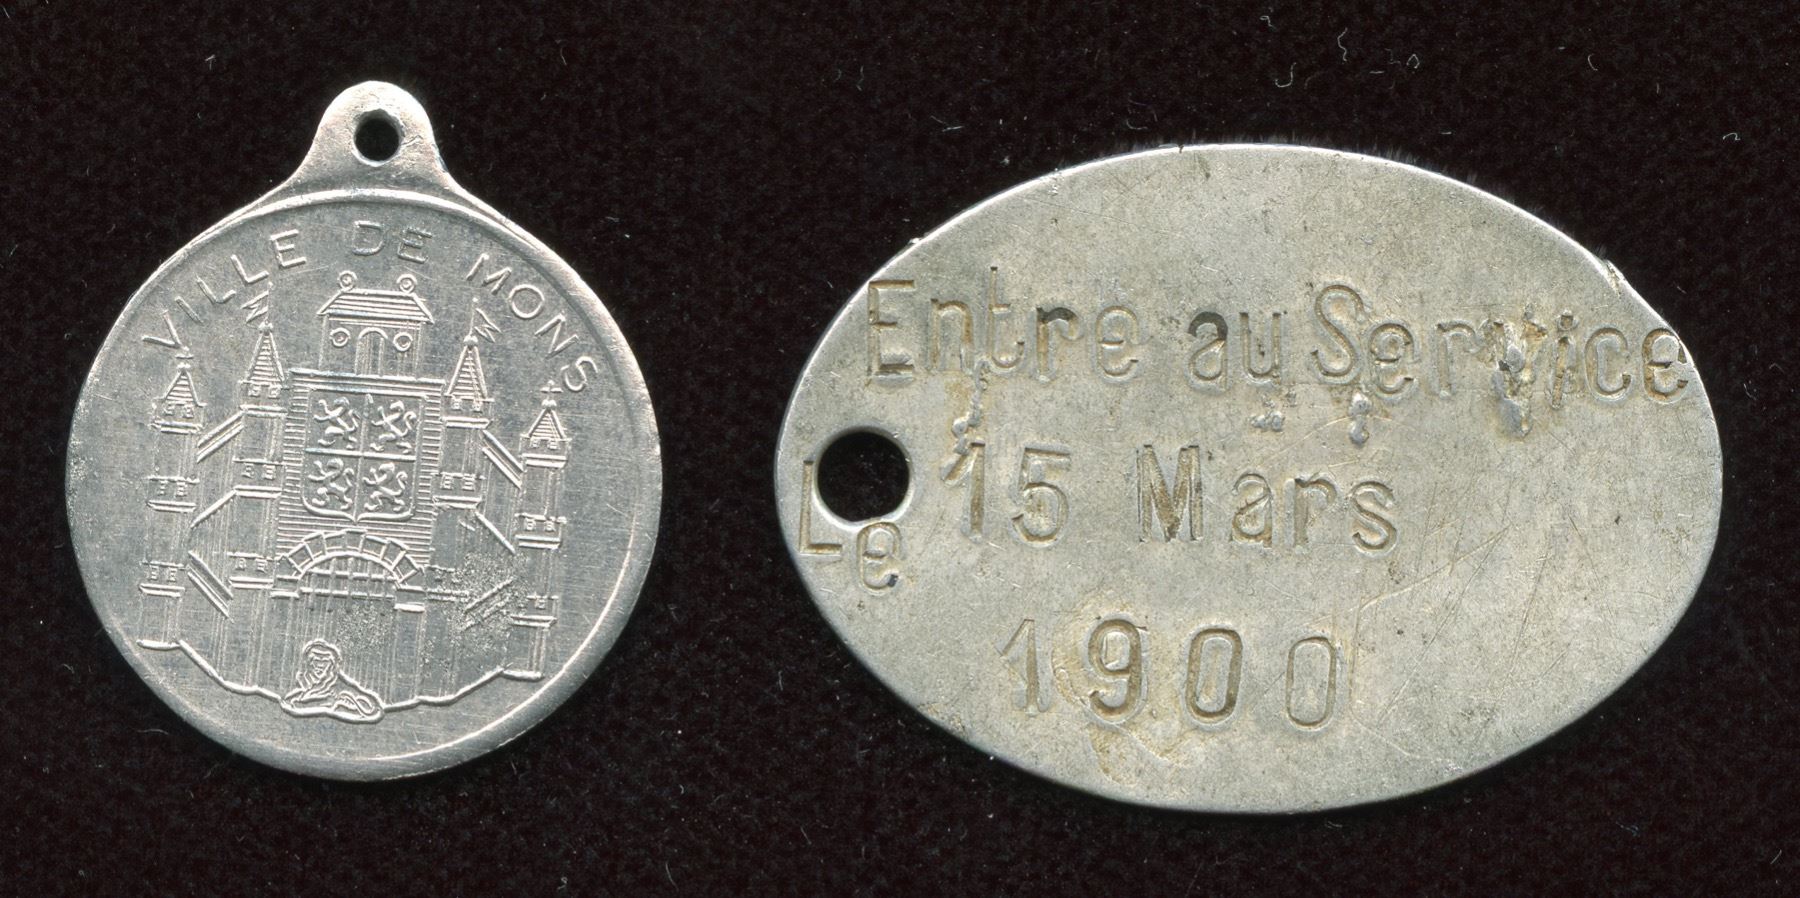 VILLE DE MONS
Entre au Service
Le 15 Mars
1900